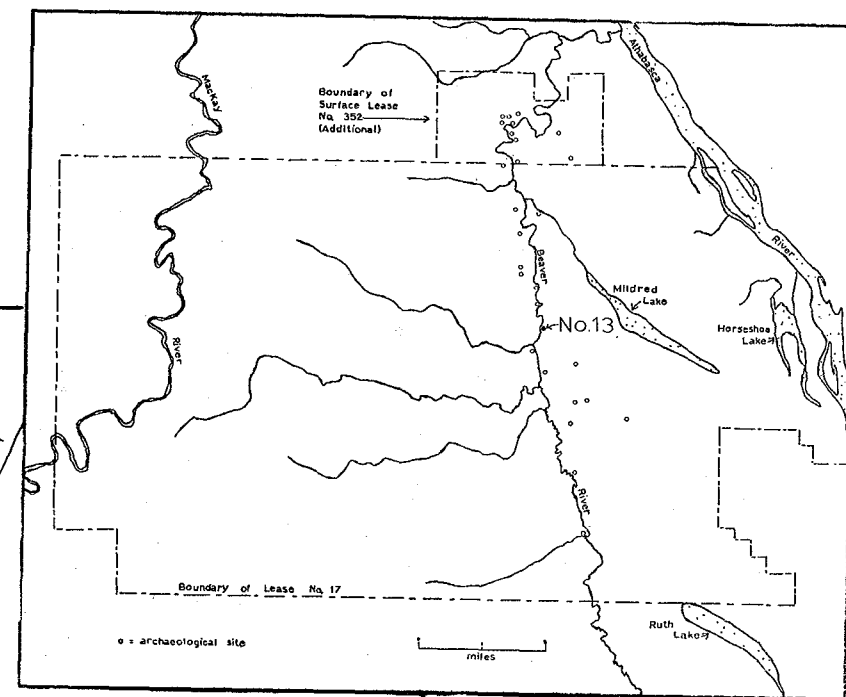 MacKay
River
Boundary of
Surface Lease
No. 352
(Additional)
Athabasca
River
Beaver
River
Mildred
Lake
No.13
Horseshoe
Lake
Boundary of Lease No. 17
Ruth
Lake
o = archaeological site
miles